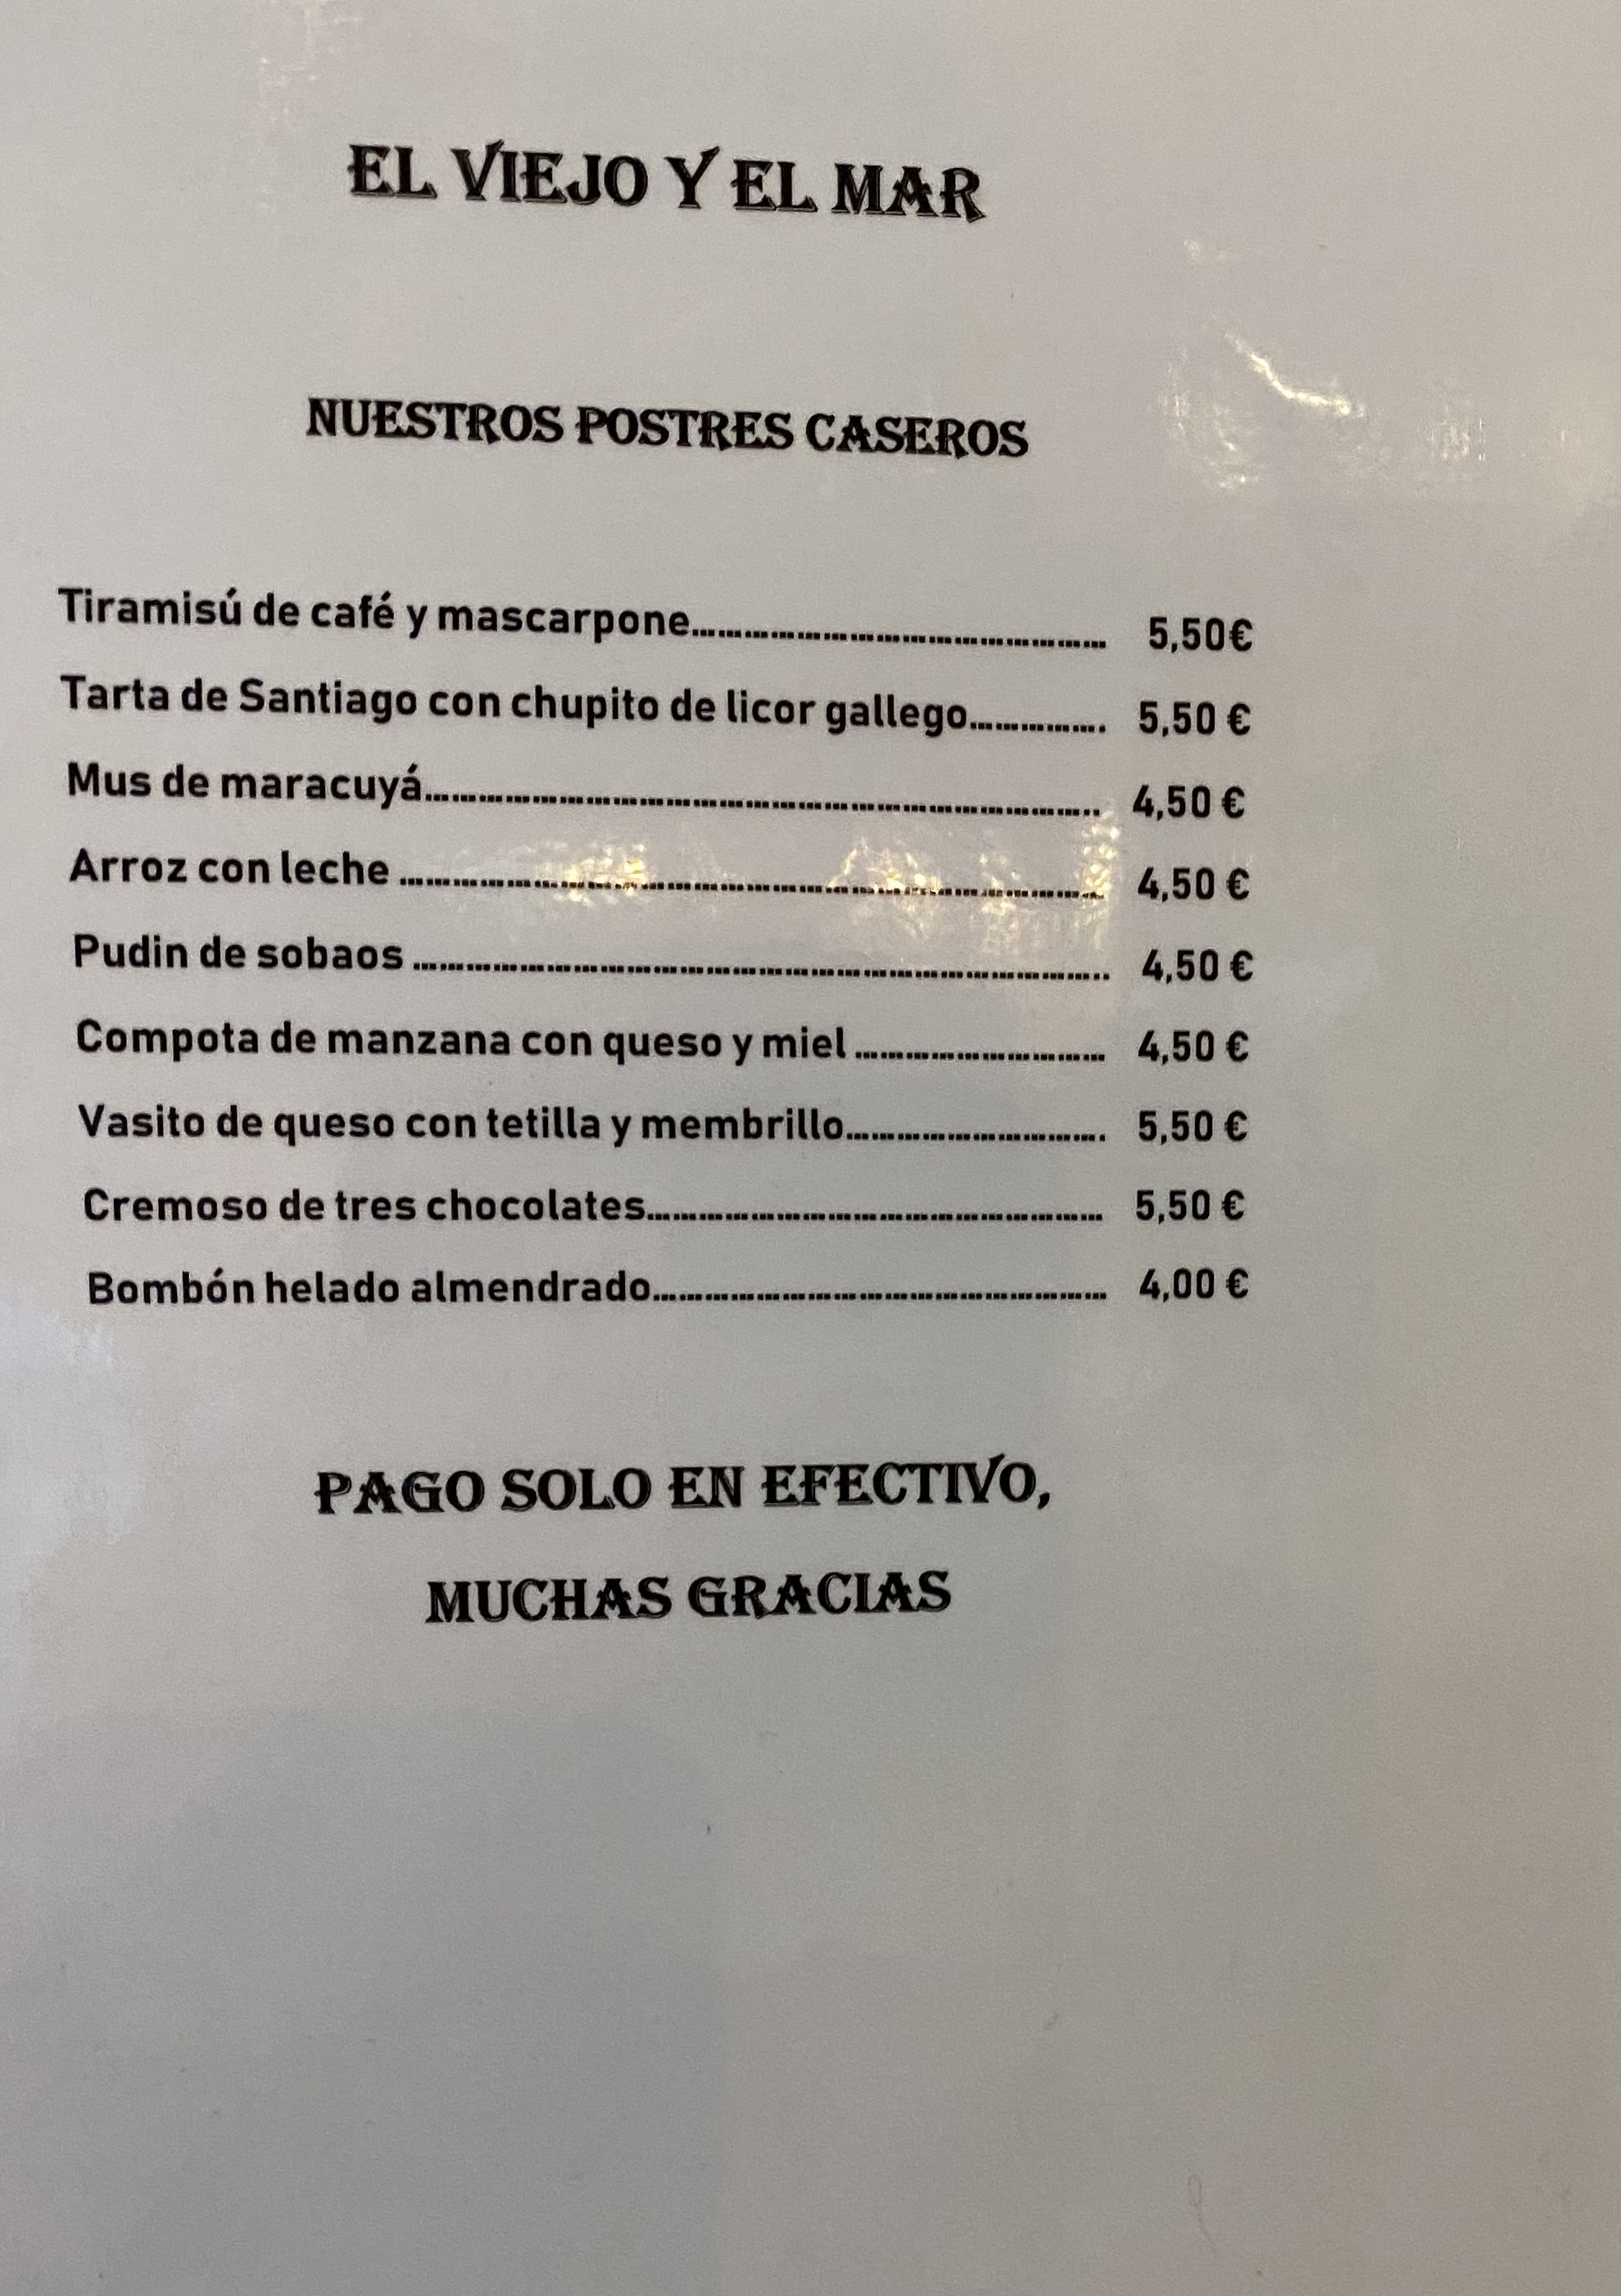 EL VIEJO Y EL MAR
NUESTROS POSTRES CASEROS
Tiramisú de café y mascarpone................................................ 5,50€
Tarta de Santiago con chupito de licor gallego................ 5,50 €
Mus de maracuyá.............................................................................. 4,50 €
Arroz con leche ................................................................................. 4,50 €
Pudin de sobaos ................................................................................ 4,50 €
Compota de manzana con queso y miel ............................. 4,50 €
Vasito de queso con tetilla y membrillo.............................. 5,50 €
Cremoso de tres chocolates..................................................... 5,50 €
Bombón helado almendrado..................................................... 4,00 €
PAGO SOLO EN EFECTIVO,
MUCHAS GRACIAS